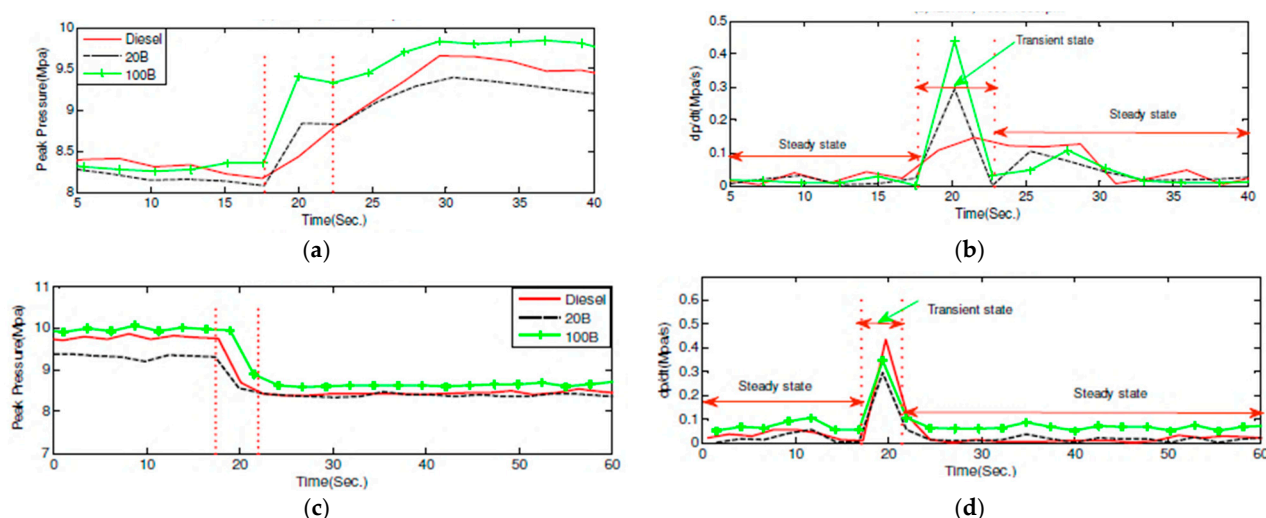 Peak Pressure(Mpa)
10
9.5
9
8.5
8
Diesel
20B
100B
5 10 15 20 25 30 35 40
Time(Sec.)
(a)
dp/dt(Mpa/s)
0.5
0.4
0.3
0.2
0.1
0
Transient state
Steady state
Steady state
5 10 15 20 25 30 35 40
Time(Sec.)
(b)
Peak Pressure(Mpa)
11
10
9
8
7
Diesel
20B
100B
0 10 20 30 40 50 60
Time(Sec.)
(c)
dp/dt(Mpa/s)
0.6
0.5
0.4
0.3
0.2
0.1
0
Transient state
Steady state
Steady state
0 10 20 30 40 50 60
Time(Sec.)
(d)